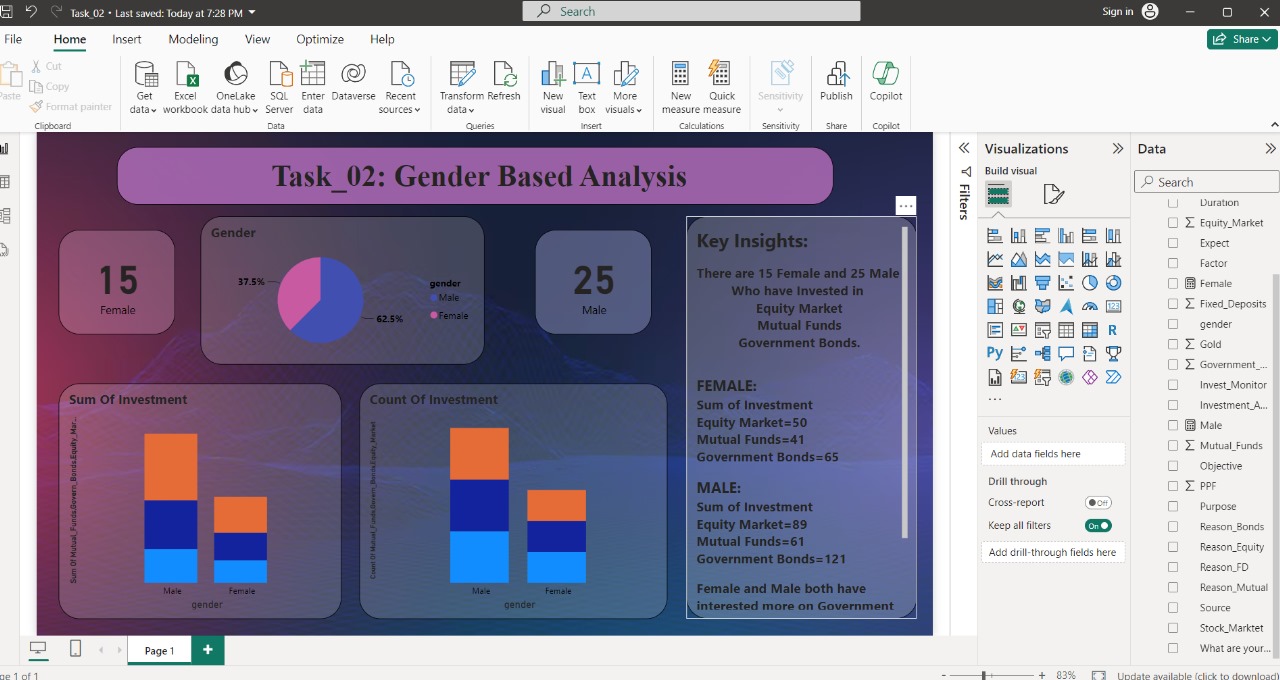 Task_02 • Last saved: Today at 7:28 PM
Search
Sign in
File
Home
Insert
Modeling
View
Optimize
Help
Share
Paste
Cut
Copy
Format painter
Clipboard
Get data
Excel workbook
OneLake data hub
SQL Server
Enter data
Dataverse
Recent sources
Data
Transform data
Refresh
Queries
New visual
Text box
More visuals
Insert
New measure
Quick measure
Calculations
Sensitivity
Sensitivity
Publish
Share
Copilot
Copilot
Task_02: Gender Based Analysis
15
Female
Gender
37.5%
62.5%
gender
Male
Female
25
Male
Sum Of Investment
Sum Of Mutual_Funds,Govern_Bonds,Equity_Mar...
Male
Female
gender
Count Of Investment
Count Of Mutual_Funds,Govern_Bonds,Equity_Market
Male
Female
gender
Key Insights:
There are 15 Female and 25 Male
Who have Invested in
Equity Market
Mutual Funds
Government Bonds.
FEMALE:
Sum of Investment
Equity Market=50
Mutual Funds=41
Government Bonds=65
MALE:
Sum of Investment
Equity Market=89
Mutual Funds=61
Government Bonds=121
Female and Male both have
interested more on Government
Filters
Visualizations
Build visual
R
Py
123
...
Values
Add data fields here
Drill through
Cross-report
Off
Keep all filters
On
Add drill-through fields here
Data
Search
Duration
Equity_Market
Expect
Factor
Female
Fixed_Deposits
gender
Gold
Government_...
Invest_Monitor
Investment_A...
Male
Mutual_Funds
Objective
PPF
Purpose
Reason_Bonds
Reason_Equity
Reason_FD
Reason_Mutual
Source
Stock_Marktet
What are your...
Page 1
ge 1 of 1
- + 83%
Update available (click to download)